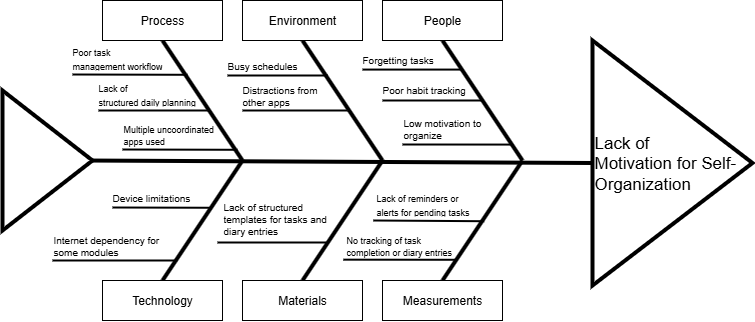 Process
Environment
People
Poor task
management workflow
Lack of
structured daily planning
Multiple uncoordinated
apps used
Busy schedules
Distractions from
other apps
Forgetting tasks
Poor habit tracking
Low motivation to
organize
Lack of
Motivation for Self-
Organization
Device limitations
Internet dependency for
some modules
Lack of structured
templates for tasks and
diary entries
Lack of reminders or
alerts for pending tasks
No tracking of task
completion or diary entries
Technology
Materials
Measurements